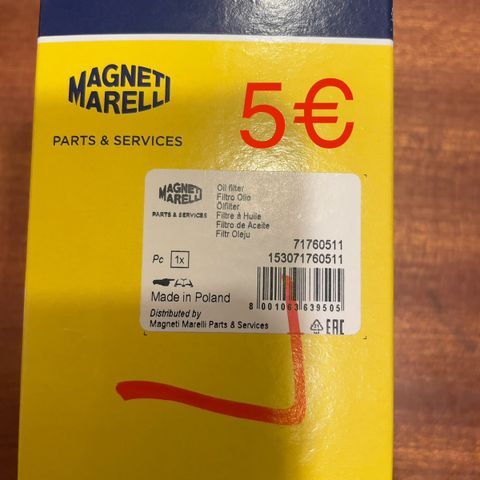 MAGNETI
MARELLI
5€
PARTS & SERVICES
MAGNETI
MARELLI
PARTS & SERVICES
Oil filter
Filtro Olio
Ölfilter
Filtre à Huile
Filtro de Aceite
Filtr Oleju
71760511
153071760511
Pc 1x
Made in Poland
Distributed by
Magneti Marelli Parts & Services
8 001063 639505
EAC